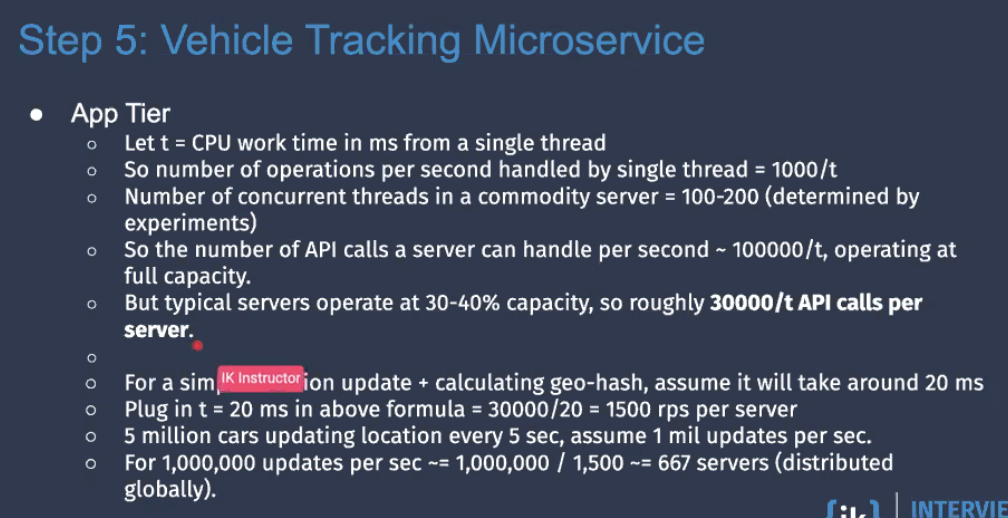 Step 5: Vehicle Tracking Microservice
● App Tier
○ Let t = CPU work time in ms from a single thread
○ So number of operations per second handled by single thread = 1000/t
○ Number of concurrent threads in a commodity server = 100-200 (determined by
experiments)
○ So the number of API calls a server can handle per second ~ 100000/t, operating at
full capacity.
○ But typical servers operate at 30-40% capacity, so roughly 30000/t API calls per
server.
○
○ For a sim IK Instructor ion update + calculating geo-hash, assume it will take around 20 ms
○ Plug in t = 20 ms in above formula = 30000/20 = 1500 rps per server
○ 5 million cars updating location every 5 sec, assume 1 mil updates per sec.
○ For 1,000,000 updates per sec ~= 1,000,000 / 1,500 ~= 667 servers (distributed
globally).
{ik} | INTERVIE